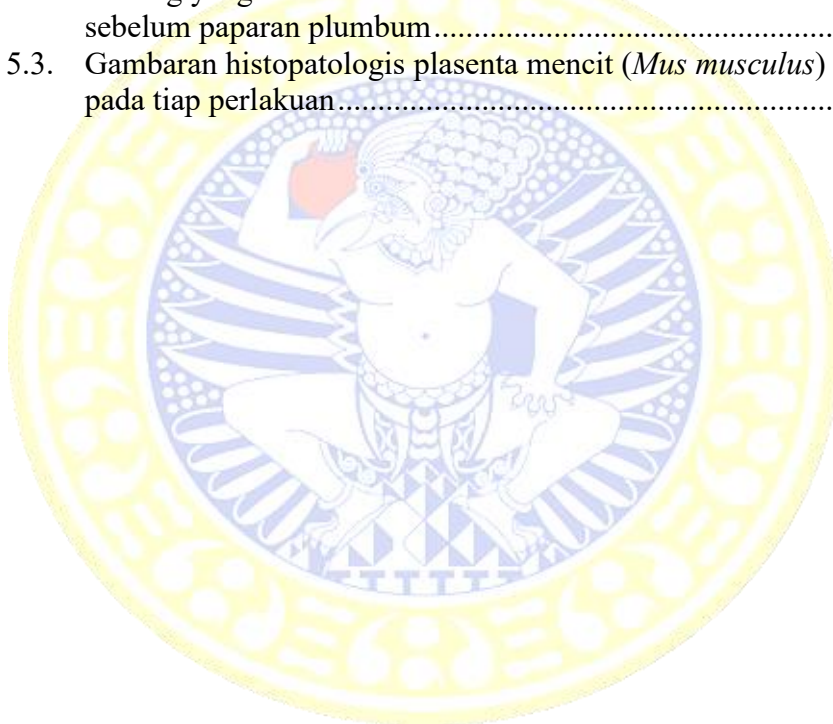 sebelum paparan plumbum..................................................
5.3. Gambaran histopatologis plasenta mencit (Mus musculus)
pada tiap perlakuan..............................................................